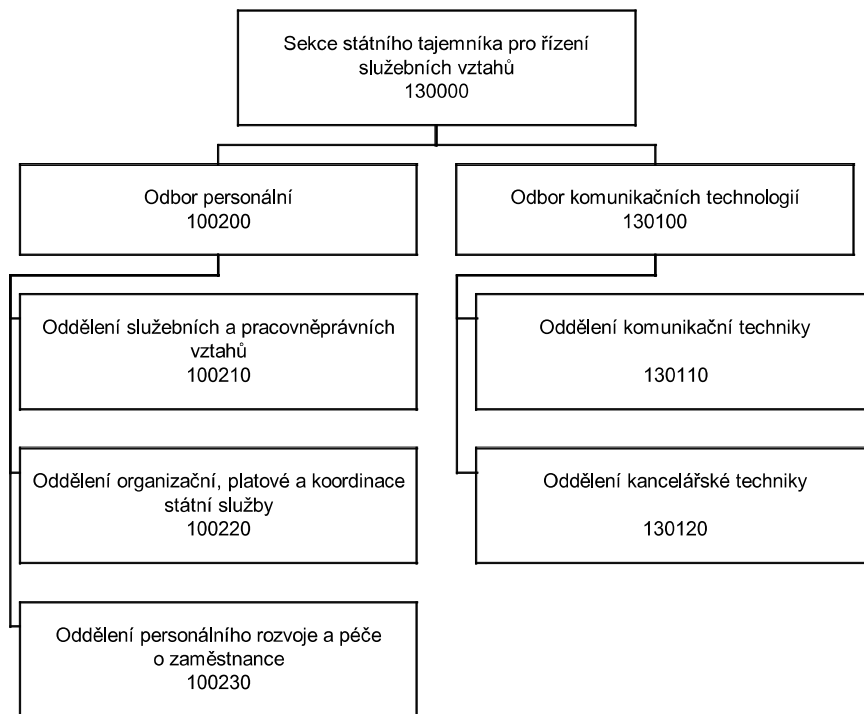 Sekce státního tajemníka pro řízení
služebních vztahů
130000
Odbor personální
100200
Odbor komunikačních technologií
130100
Oddělení služebních a pracovněprávních
vztahů
100210
Oddělení komunikační techniky
130110
Oddělení organizační, platové a koordinace
státní služby
100220
Oddělení kancelářské techniky
130120
Oddělení personálního rozvoje a péče
o zaměstnance
100230